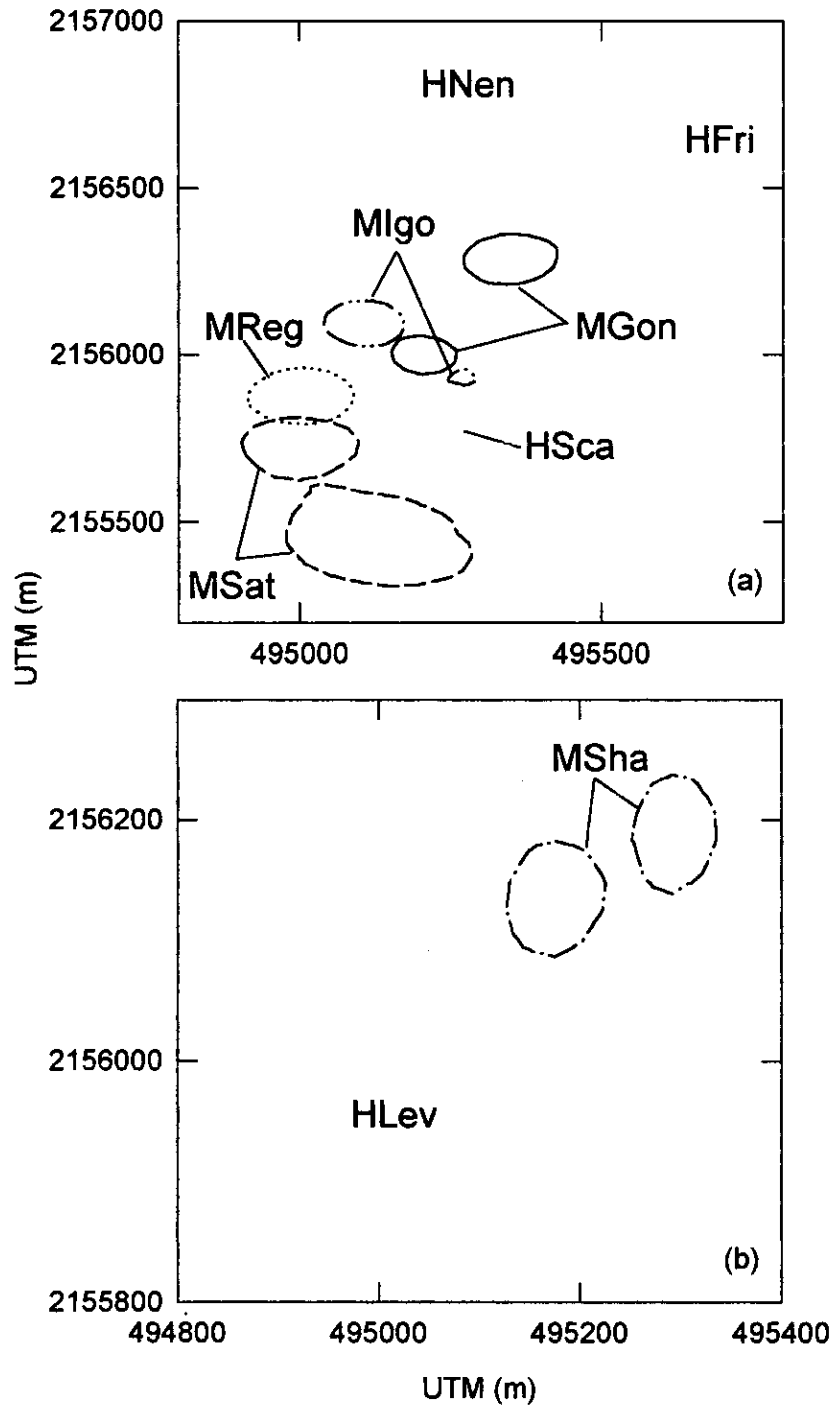 2157000
HNen
HFri
2156500
MIgo
MReg
MGon
2156000
HSca
2155500
MSat
(a)
495000 495500
UTM (m)
MSha
2156200
2156000
HLev
(b)
2155800
494800 495000 495200 495400
UTM (m)